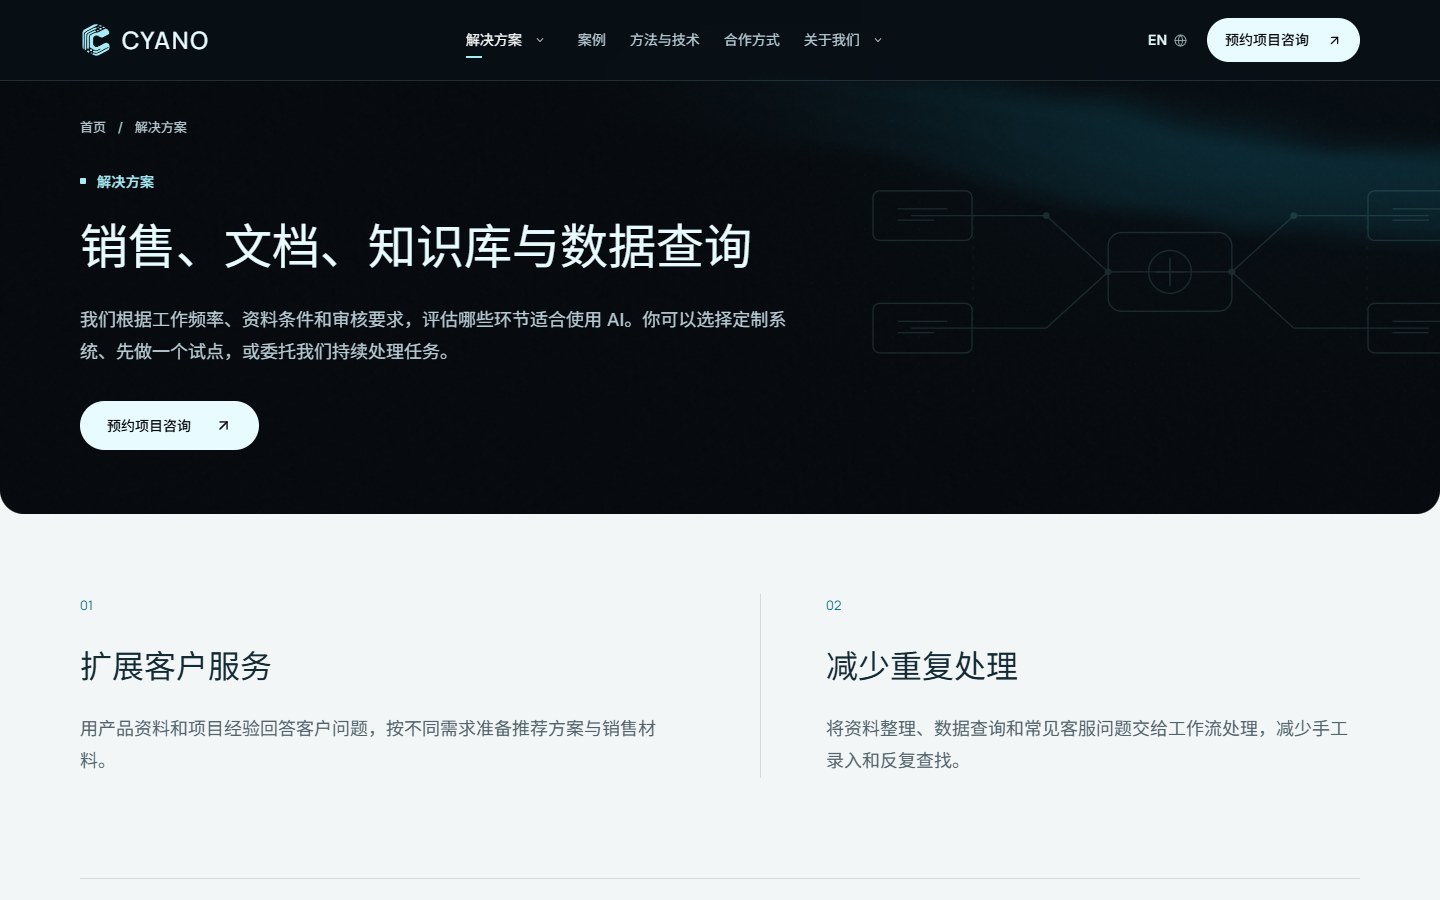 CYANO
解决方案
案例
方法与技术
合作方式
关于我们
EN
预约项目咨询
首页 / 解决方案
解决方案
销售、文档、知识库与数据查询
我们根据工作频率、资料条件和审核要求，评估哪些环节适合使用 AI。你可以选择定制系
统、先做一个试点，或委托我们持续处理任务。
预约项目咨询
01
扩展客户服务
用产品资料和项目经验回答客户问题，按不同需求准备推荐方案与销售材
料。
02
减少重复处理
将资料整理、数据查询和常见客服问题交给工作流处理，减少手工
录入和反复查找。